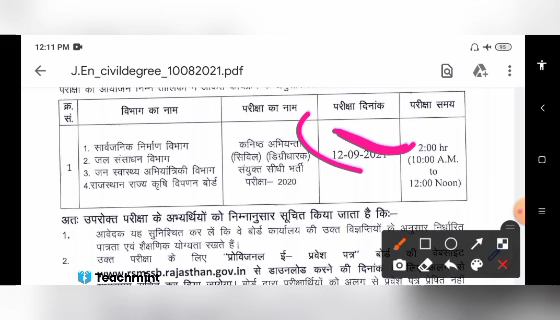 12:11 PM
95
J.En_civildegree_10082021.pdf
क्र. सं.
विभाग का नाम
परीक्षा का नाम
परीक्षा दिनांक
परीक्षा समय
1
1. सार्वजनिक निर्माण विभाग
2. जल संसाधन विभाग
3. जन स्वास्थ्य अभियांत्रिकी विभाग
4.राजस्थान राज्य कृषि विपणन बोर्ड
कनिष्ठ अभियन्ता
(सिविल) (डिग्रीधारक)
संयुक्त सीधी भर्ती
परीक्षा- 2020
12-09-2021
2:00 hr
(10:00 A.M.
to
12:00 Noon)
अतः उपरोक्त परीक्षा के अभ्यर्थियों को निम्नानुसार सूचित किया जाता है किः-
1. आवेदक यह सुनिश्चित कर लें कि वे बोर्ड कार्यालय की उक्त विज्ञप्तियों के अनुसार निर्धारित
पात्रता एवं शैक्षणिक योग्यता रखते हैं।
2. उक्त परीक्षा के लिए "प्रोविजनल ई- प्रवेश पत्र" बोर्ड की
www.rsmssb.rajasthan.gov.in से डाउनलोड करने की दिनांक
Teachmint